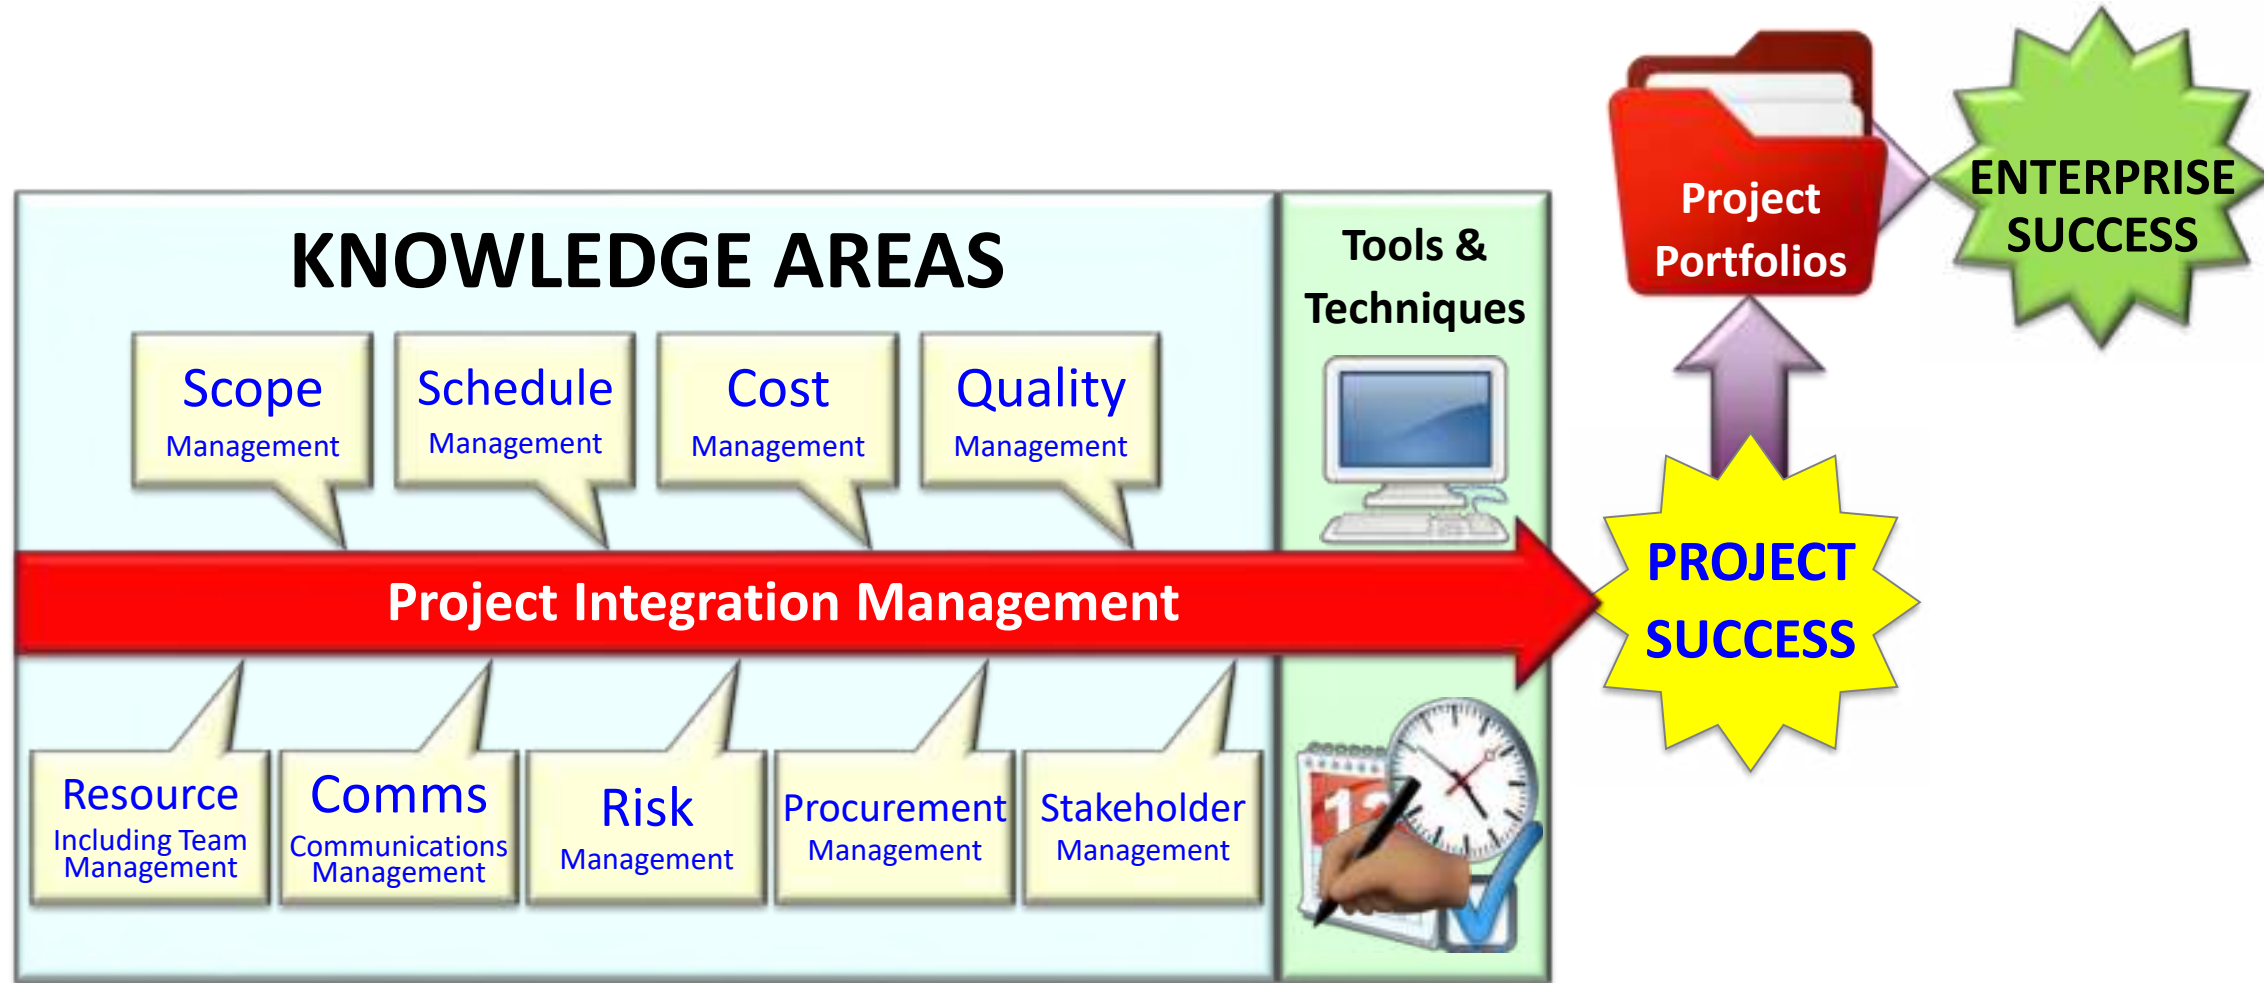 KNOWLEDGE AREAS
Scope
Management
Schedule
Management
Cost
Management
Quality
Management
Project Integration Management
Resource
Including Team
Management
Comms
Communications
Management
Risk
Management
Procurement
Management
Stakeholder
Management
Tools &
Techniques
12
PROJECT
SUCCESS
Project
Portfolios
ENTERPRISE
SUCCESS